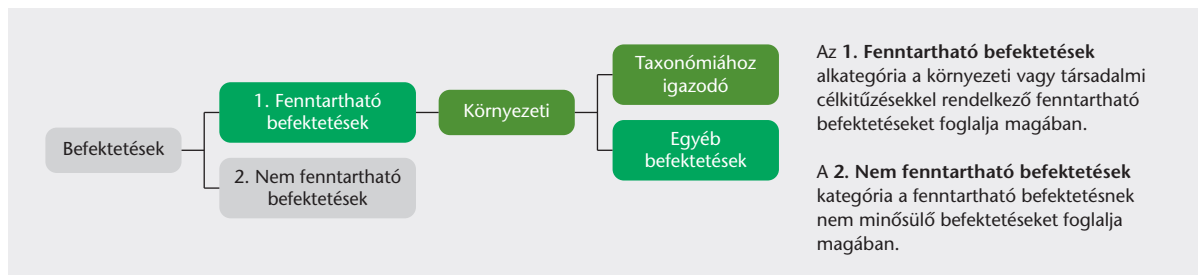 Befektetések
1. Fenntartható
befektetések
2. Nem fenntartható
befektetések
Környezeti
Taxonómiához
igazodó
Egyéb
befektetések
Az 1. Fenntartható befektetések
alkategória a környezeti vagy társadalmi
célkitűzésekkel rendelkező fenntartható
befektetéseket foglalja magában.
A 2. Nem fenntartható befektetések
kategória a fenntartható befektetésnek
nem minősülő befektetéseket foglalja
magában.